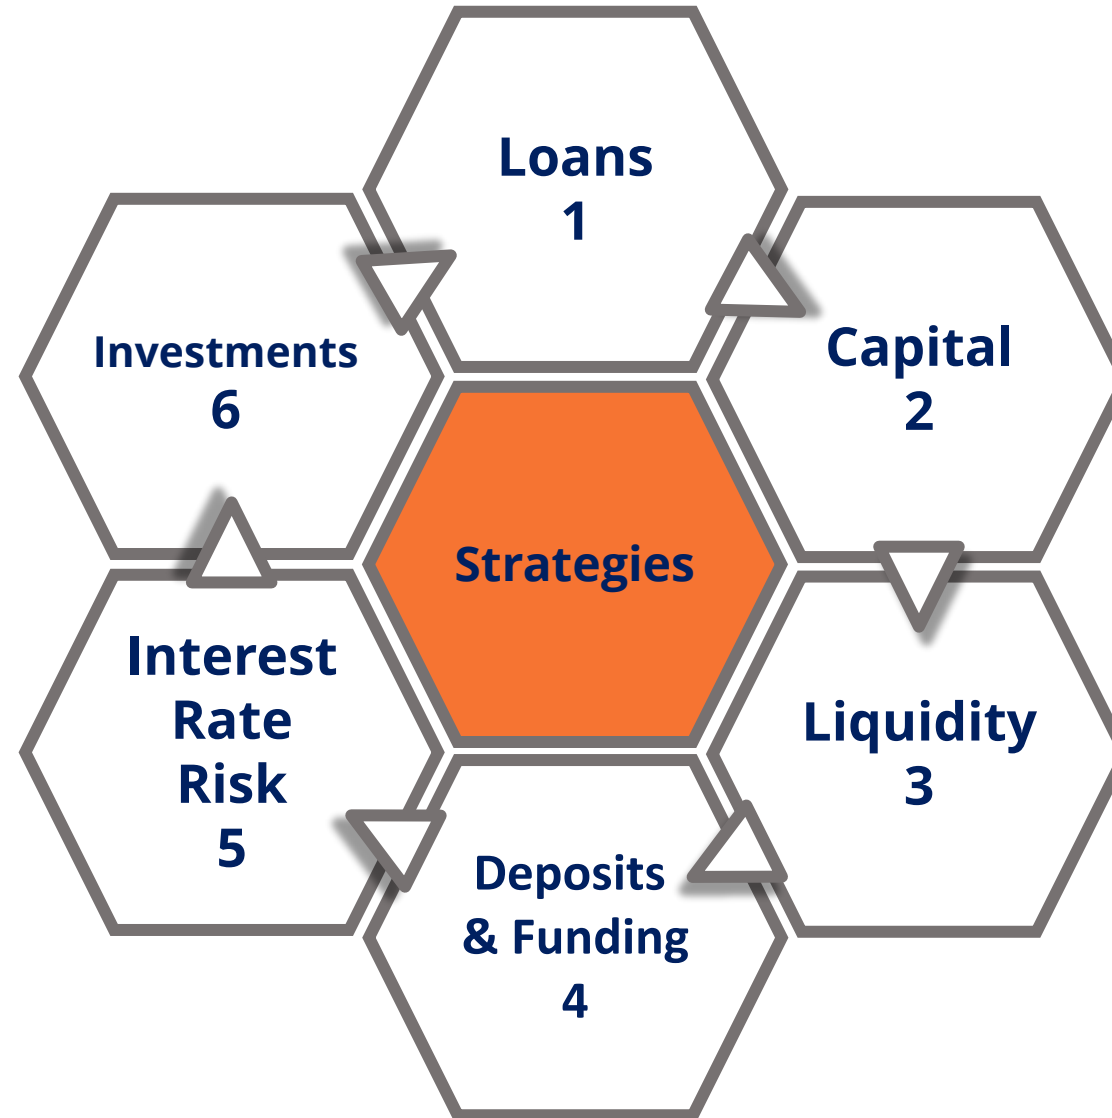 Loans
1
Capital
2
Liquidity
3
Deposits
& Funding
4
Interest
Rate
Risk
5
Investments
6
Strategies